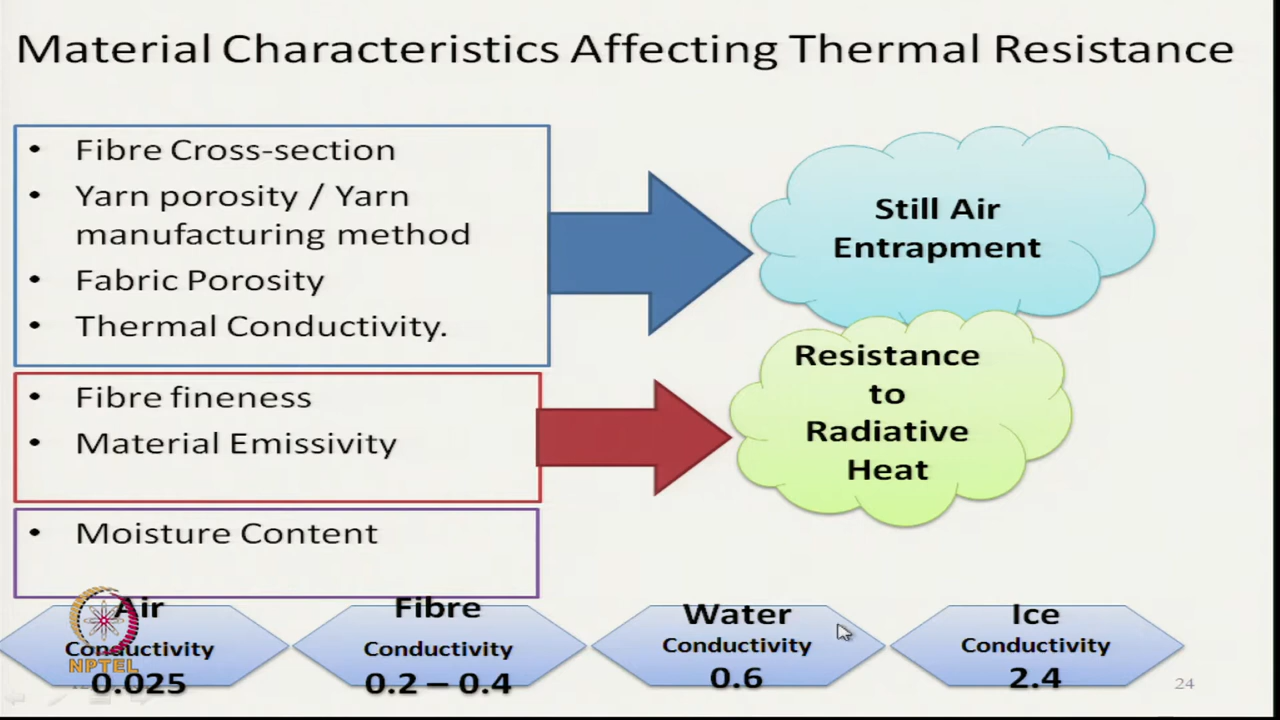 Material Characteristics Affecting Thermal Resistance
• Fibre Cross-section
• Yarn porosity / Yarn
manufacturing method
• Fabric Porosity
• Thermal Conductivity.
Still Air
Entrapment
• Fibre fineness
• Material Emissivity
Resistance
to
Radiative
Heat
• Moisture Content
Air
Conductivity
0.025
Fibre
Conductivity
0.2 – 0.4
Water
Conductivity
0.6
Ice
Conductivity
2.4
NPTEL
24